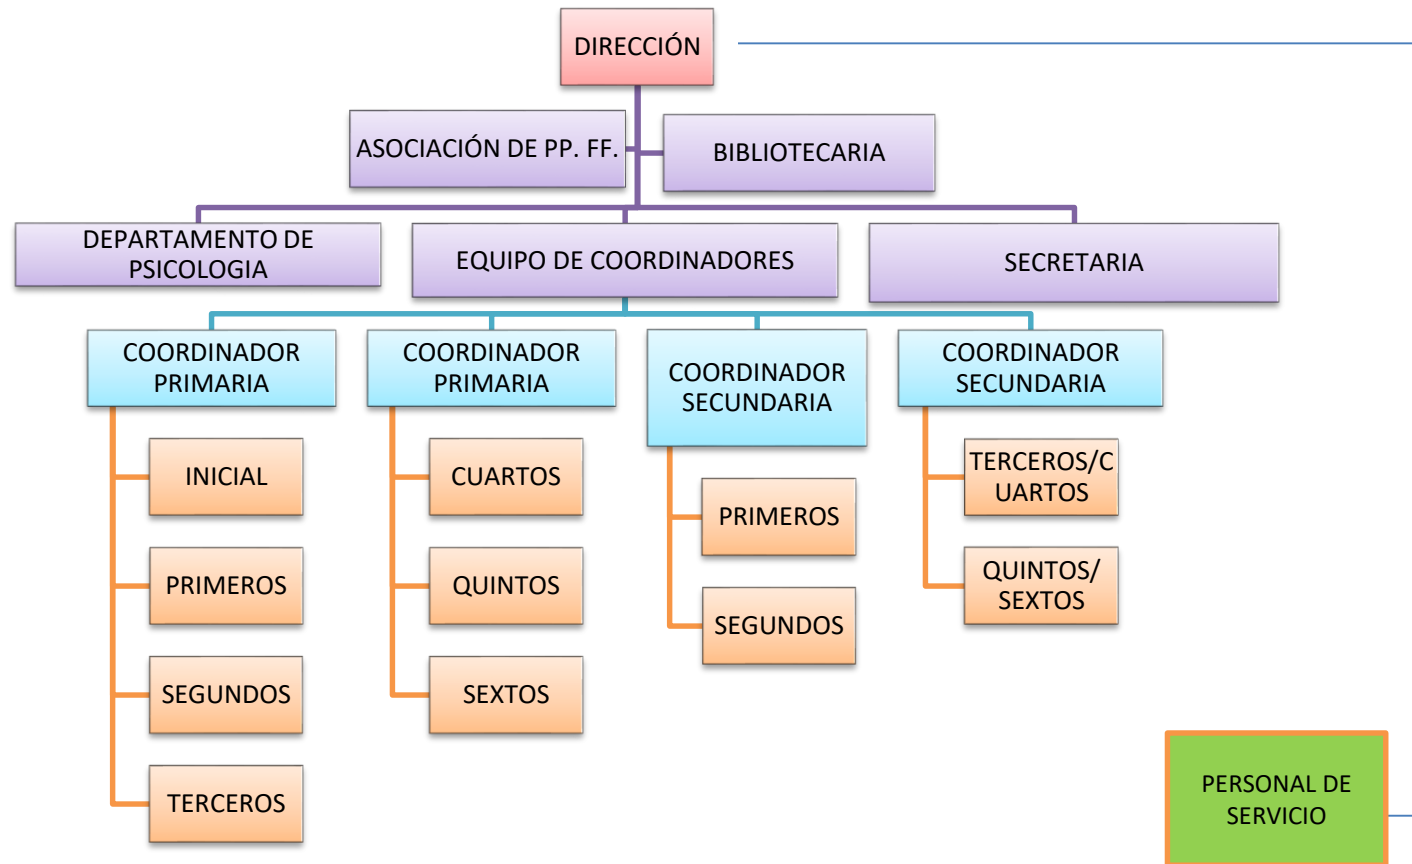 DIRECCIÓN
ASOCIACIÓN DE PP. FF.
BIBLIOTECARIA
DEPARTAMENTO DE
PSICOLOGIA
EQUIPO DE COORDINADORES
SECRETARIA
COORDINADOR
PRIMARIA
COORDINADOR
PRIMARIA
COORDINADOR
SECUNDARIA
COORDINADOR
SECUNDARIA
INICIAL
PRIMEROS
SEGUNDOS
TERCEROS
CUARTOS
QUINTOS
SEXTOS
PRIMEROS
SEGUNDOS
TERCEROS/C
UARTOS
QUINTOS/
SEXTOS
PERSONAL DE
SERVICIO